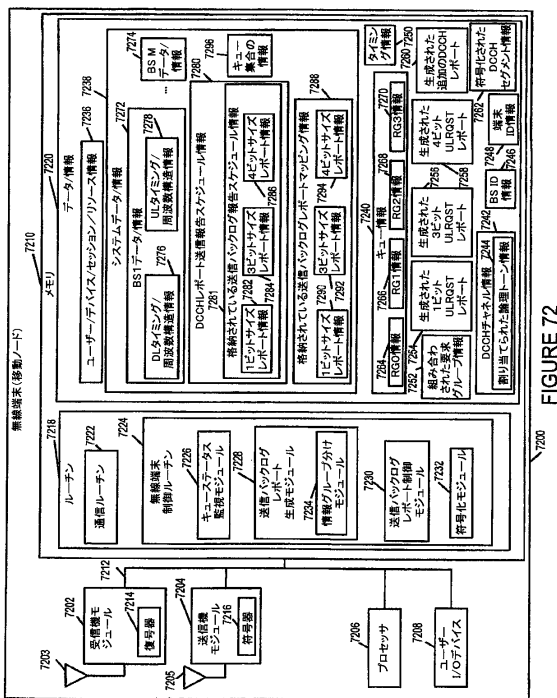 無線端末(移動ノード)
7210
メモリ
7220
データ/情報
7236
ユーザー/デバイス/セッション/リソース情報
7238
システムデータ/情報
7272
BS1データ/情報
7276
DLタイミング/
周波数構造情報
7278
ULタイミング/
周波数構造情報
7274
BS M
データ/
情報
...
7280
DCCHレポート送信報告スケジュール情報
7281
格納されている送信バックログ報告スケジュール情報
7282
1ビットサイズ
レポート情報
7284
3ビットサイズ
レポート情報
7286
4ビットサイズ
レポート情報
7296
キュー
集合の
情報
7288
格納されている送信バックログレポートマッピング情報
7290
1ビットサイズ
レポート情報
7292
3ビットサイズ
レポート情報
7294
4ビットサイズ
レポート情報
7240
キュー情報
7264
RG0情報
7266
RG1情報
7268
RG2情報
7270
RG3情報
7250
タイミン
グ情報
7252
組み合わ
された要求
グループ情報
7254
生成された
1ビット
ULRQST
レポート
7256
生成された
3ビット
ULRQST
レポート
7258
生成された
4ビット
ULRQST
レポート
7260
生成された
追加のDCCH
レポート
7242
DCCHチャネル情報
7244
割り当てられた論理トーン情報
7246
BS ID
情報
7248
端末
ID情報
7262
符号化された
DCCH
セグメント情報
7218
ルーチン
7222
通信ルーチン
7224
無線端末
制御ルーチン
7226
キューステータス
監視モジュール
7228
送信バックログ
レポート
生成モジュール
7234
情報グループ分け
モジュール
7230
送信バックログ
レポート制御
モジュール
7232
符号化モジュール
7212
7203
7202
受信機モ
ジュール
7214
復号器
7205
7204
送信機
モジュール
7216
符号器
7206
プロセッサ
7208
ユーザー
I/Oデバイス
7200
FIGURE 72